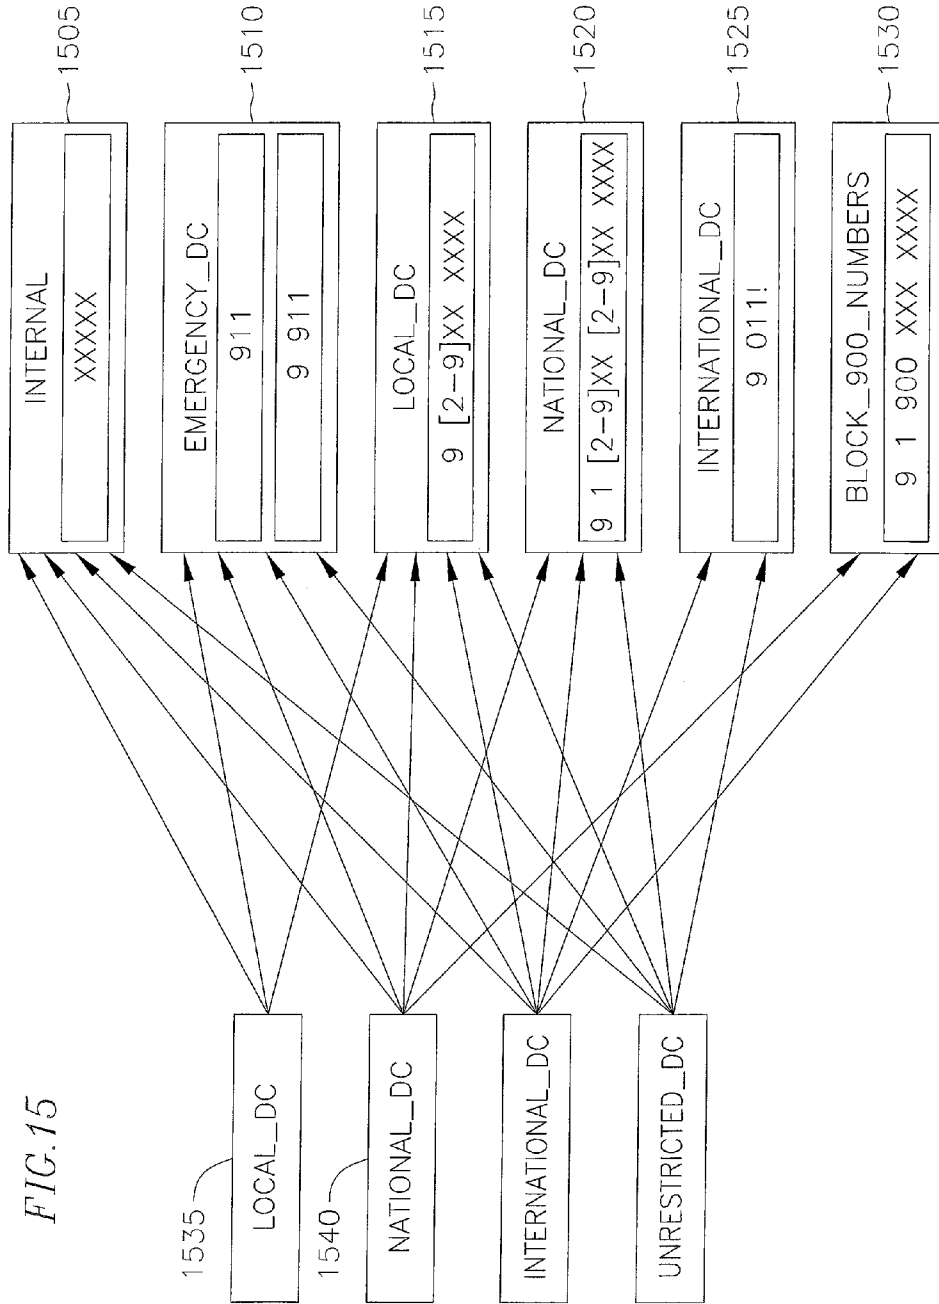 FIG.15
1535
LOCAL_DC
1540
NATIONAL_DC
INTERNATIONAL_DC
UNRESTRICTED_DC
INTERNAL
XXXXX
1505
EMERGENCY_DC
911
9 911
1510
LOCAL_DC
9 [2-9]XX XXXX
1515
NATIONAL_DC
9 1 [2-9]XX [2-9]XX XXXX
1520
INTERNATIONAL_DC
9 011!
1525
BLOCK_900_NUMBERS
9 1 900 XXX XXXX
1530